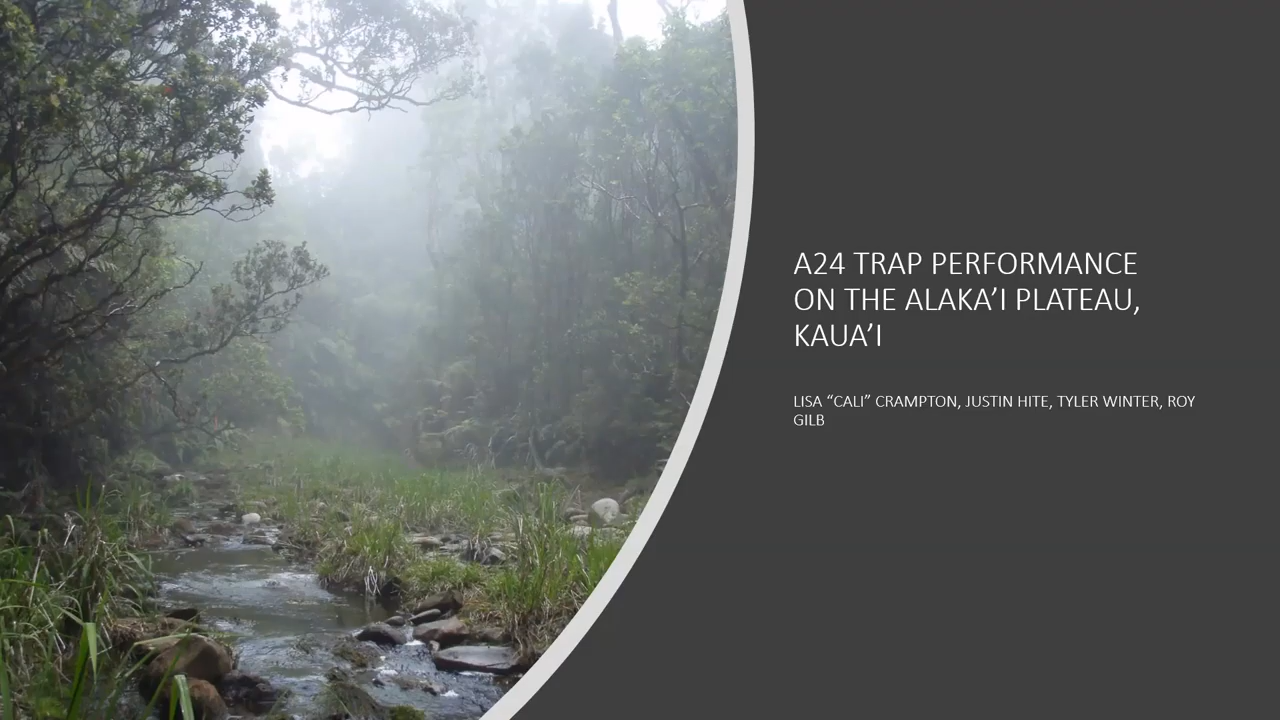 A24 TRAP PERFORMANCE
ON THE ALAKA’I PLATEAU,
KAUA’I
LISA “CALI” CRAMPTON, JUSTIN HITE, TYLER WINTER, ROY
GILB